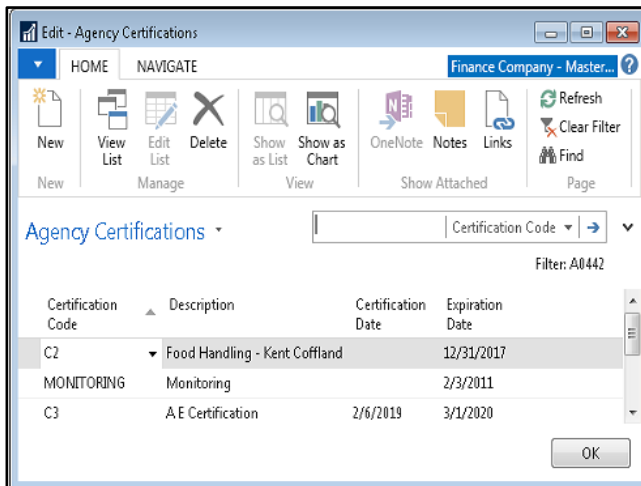 Edit - Agency Certifications
HOME NAVIGATE Finance Company - Master...
New
View List
Edit List
Delete
Show as List
Show as Chart
OneNote
Notes
Links
Refresh
Clear Filter
Find
New Manage View Show Attached Page
Agency Certifications Certification Code
Filter: A0442
Certification Code Description Certification Date Expiration Date
C2 Food Handling - Kent Coffland 12/31/2017
MONITORING Monitoring 2/3/2011
C3 A E Certification 2/6/2019 3/1/2020
OK